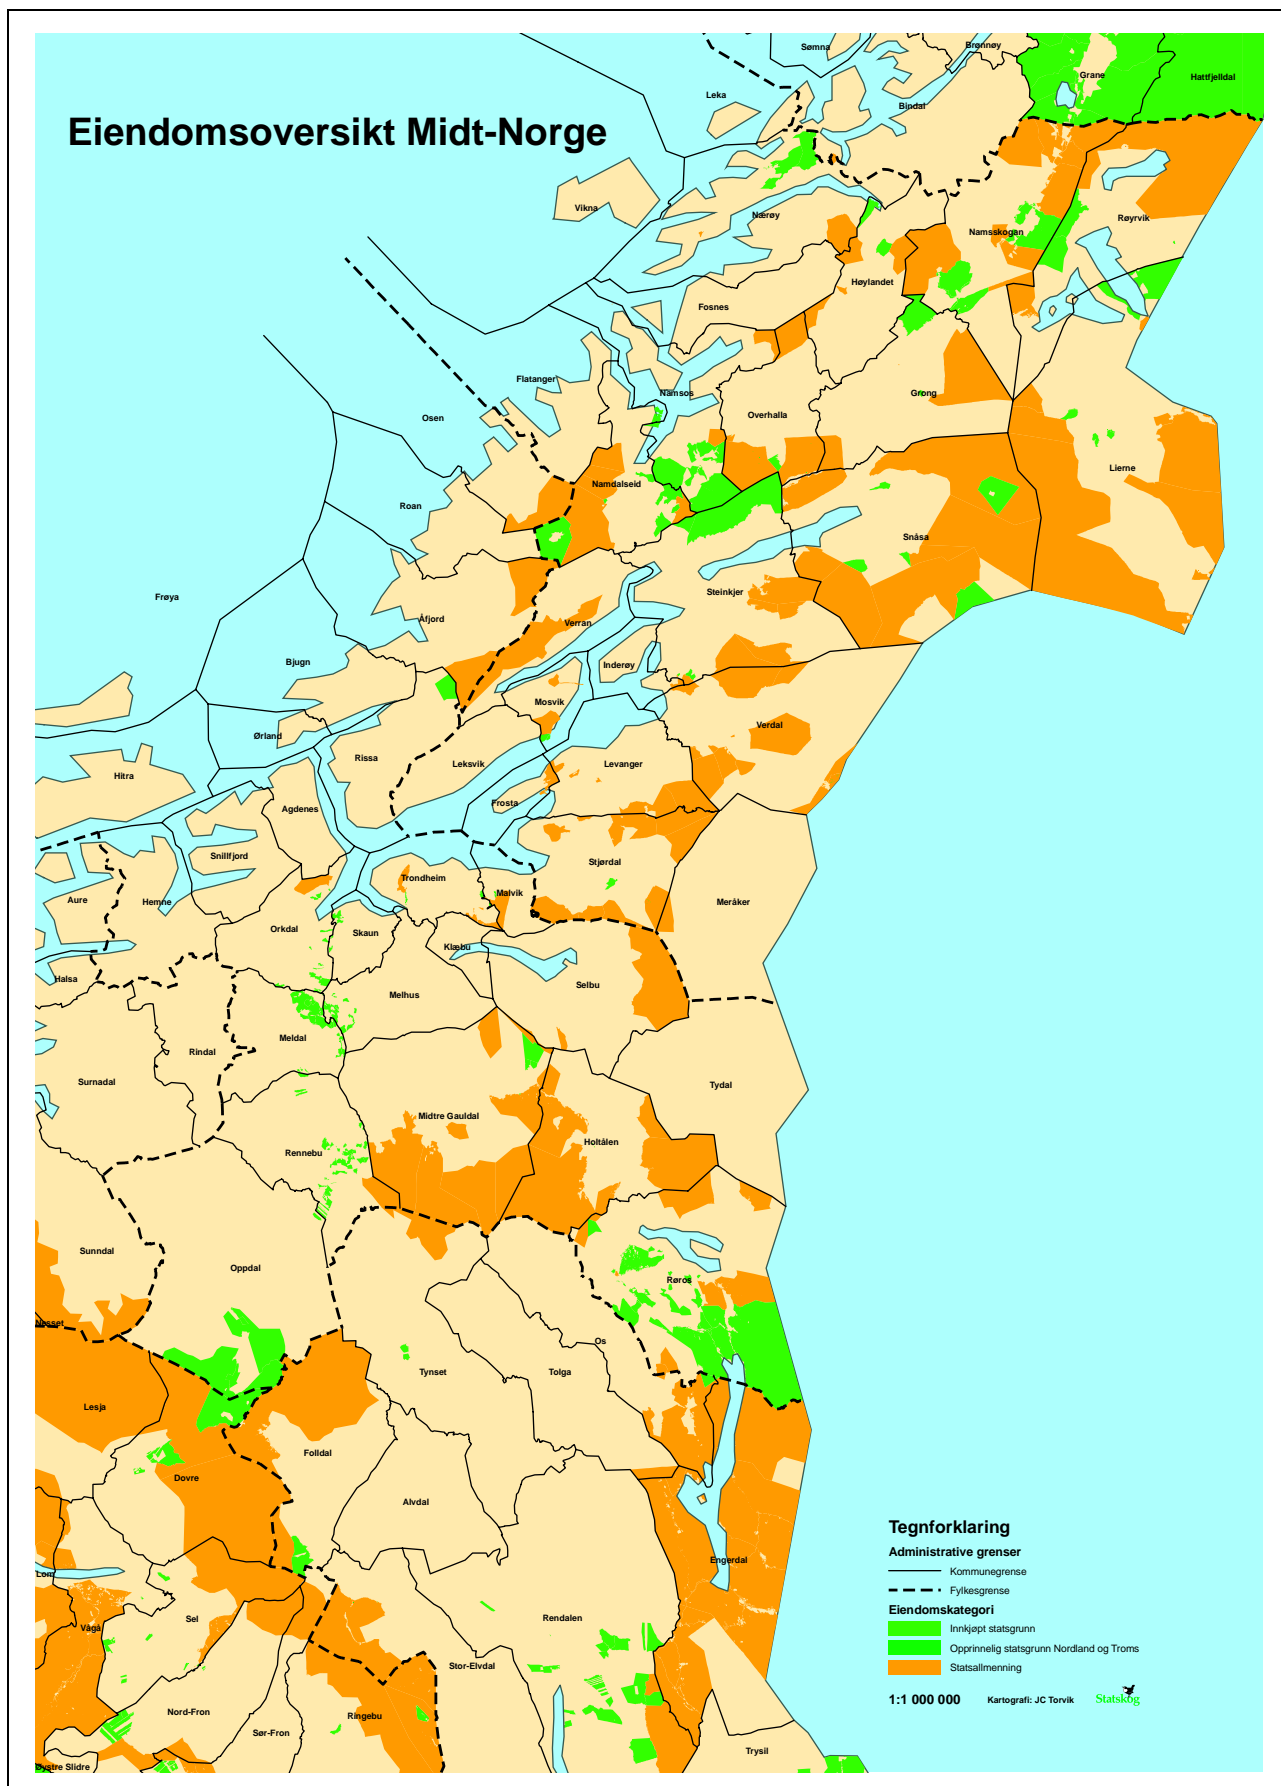 Eiendomsoversikt Midt-Norge
Sømna
Brønnøy
Grane
Hattfjelldal
Leka
Bindal
Vikna
Nærøy
Røyrvik
Namsskogan
Høylandet
Fosnes
Flatanger
Namsos
Grong
Overhalla
Osen
Lierne
Namdalseid
Roan
Snåsa
Frøya
Steinkjer
Åfjord
Verran
Bjugn
Inderøy
Mosvik
Verdal
Ørland
Rissa
Leksvik
Levanger
Hitra
Frosta
Agdenes
Snillfjord
Stjørdal
Trondheim
Malvik
Aure
Hemne
Meråker
Orkdal
Skaun
Klæbu
Halsa
Selbu
Melhus
Meldal
Rindal
Surnadal
Tydal
Midtre Gauldal
Holtålen
Rennebu
Sunndal
Oppdal
Røros
Nesset
Os
Tynset
Tolga
Lesja
Folldal
Dovre
Alvdal
Engerdal
Lom
Sel
Rendalen
Vågå
Stor-Elvdal
Nord-Fron
Ringebu
Sør-Fron
Trysil
Øystre Slidre
Tegnforklaring
Administrative grenser
Kommunegrense
Fylkesgrense
Eiendomskategori
Innkjøpt statsgrunn
Opprinnelig statsgrunn Nordland og Troms
Statsallmenning
1:1 000 000 Kartografi: JC Torvik Statskog